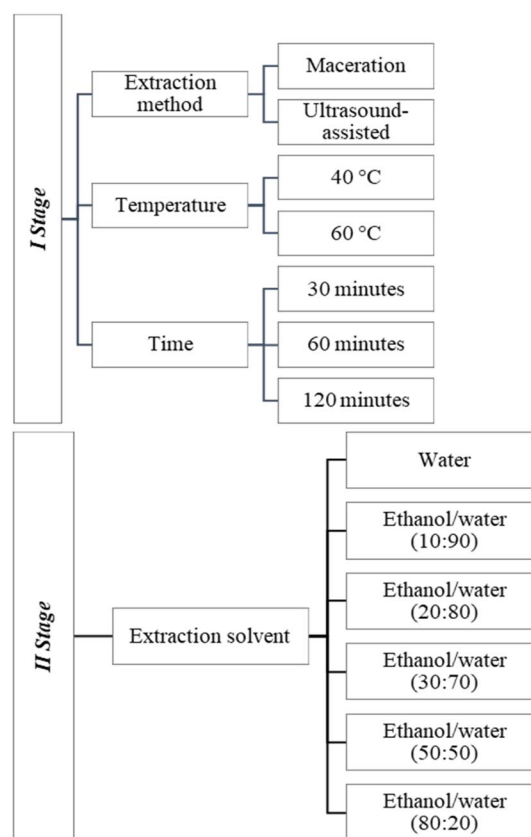 I Stage
Extraction
method
Maceration
Ultrasound-
assisted
Temperature
40 °C
60 °C
Time
30 minutes
60 minutes
120 minutes
II Stage
Extraction solvent
Water
Ethanol/water
(10:90)
Ethanol/water
(20:80)
Ethanol/water
(30:70)
Ethanol/water
(50:50)
Ethanol/water
(80:20)